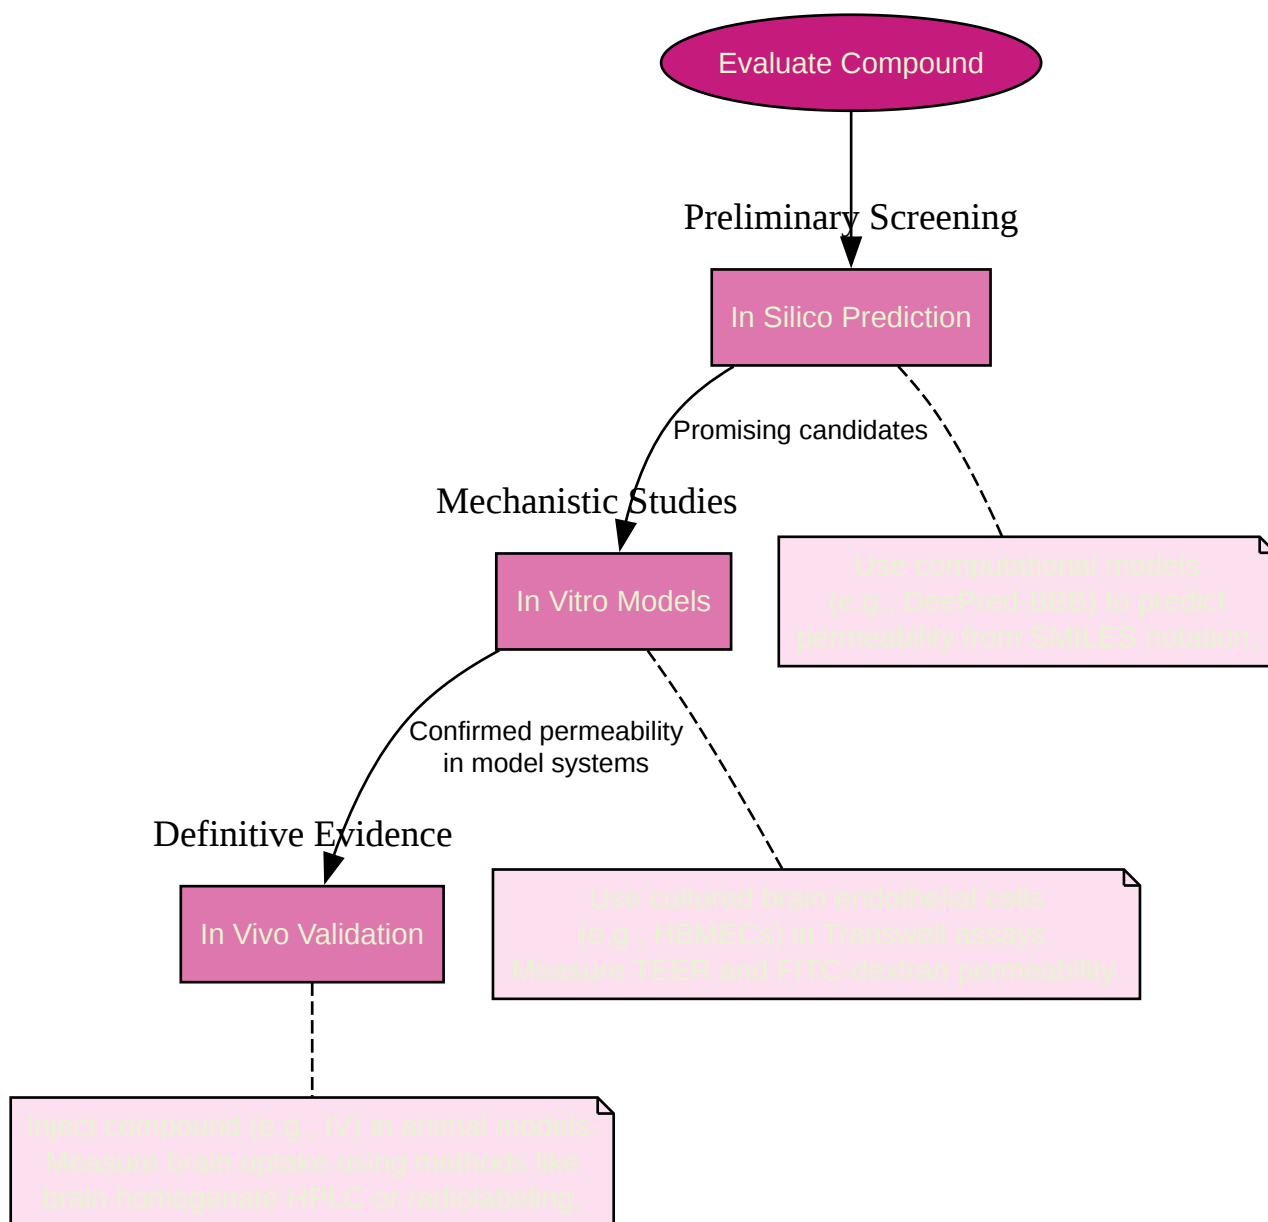 Evaluate Compound
Preliminary Screening
In Silico Prediction
Promising candidates
Mechanistic Studies
In Vitro Models
Use computational models
(e.g., DeePred-BBB) to predict
permeability from SMILES notation.
Confirmed permeability
in model systems
Definitive Evidence
In Vivo Validation
Use cultured brain endothelial cells
(e.g., HBMECs) in Transwell assays.
Measure TEER and FITC-dextran permeability.
Inject compound (e.g., IV) in animal models.
Measure brain uptake using methods like
brain homogenate HPLC or radiolabeling.